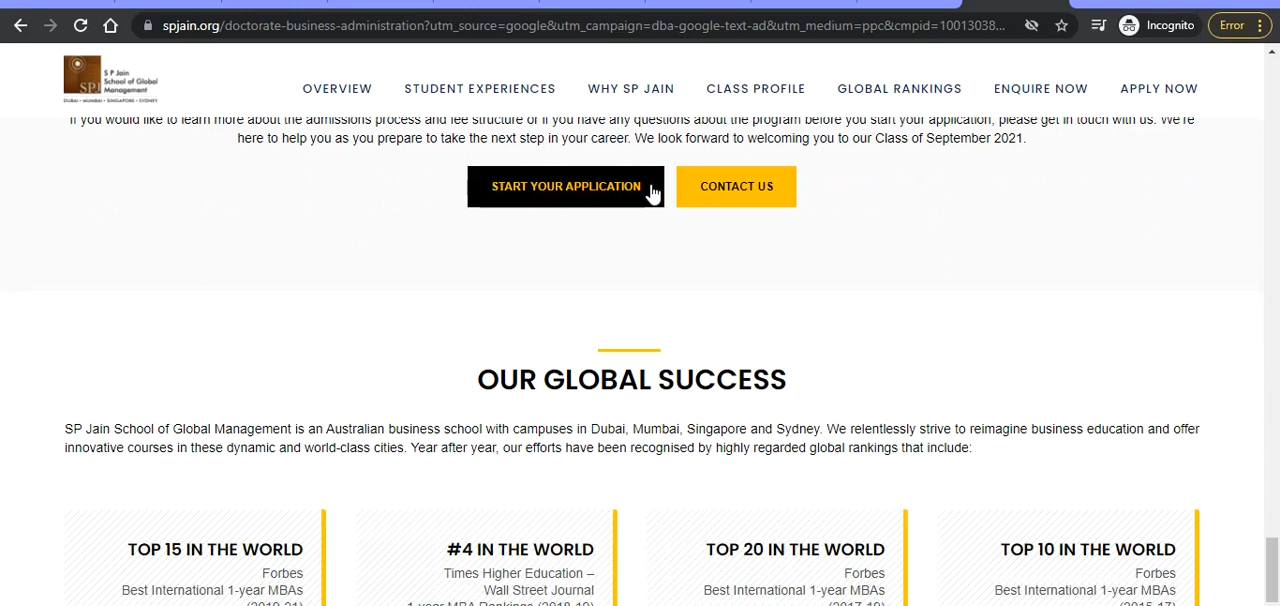 spjain.org/doctorate-business-administration?utm_source=google&utm_campaign=dba-google-text-ad&utm_medium=ppc&cmpid=10013038...
Incognito
Error
S P Jain
School of Global
Management
DUBAI • MUMBAI • SINGAPORE • SYDNEY
SPJ
OVERVIEW
STUDENT EXPERIENCES
WHY SP JAIN
CLASS PROFILE
GLOBAL RANKINGS
ENQUIRE NOW
APPLY NOW
If you would like to learn more about the admissions process and fee structure or if you have any questions about the program before you start your application, please get in touch with us. We're
here to help you as you prepare to take the next step in your career. We look forward to welcoming you to our Class of September 2021.
START YOUR APPLICATION
CONTACT US
OUR GLOBAL SUCCESS
SP Jain School of Global Management is an Australian business school with campuses in Dubai, Mumbai, Singapore and Sydney. We relentlessly strive to reimagine business education and offer
innovative courses in these dynamic and world-class cities. Year after year, our efforts have been recognised by highly regarded global rankings that include:
TOP 15 IN THE WORLD
Forbes
Best International 1-year MBAs
(2019-21)
#4 IN THE WORLD
Times Higher Education –
Wall Street Journal
1-year MBA Rankings (2018-19)
TOP 20 IN THE WORLD
Forbes
Best International 1-year MBAs
(2017-19)
TOP 10 IN THE WORLD
Forbes
Best International 1-year MBAs
(2015-17)